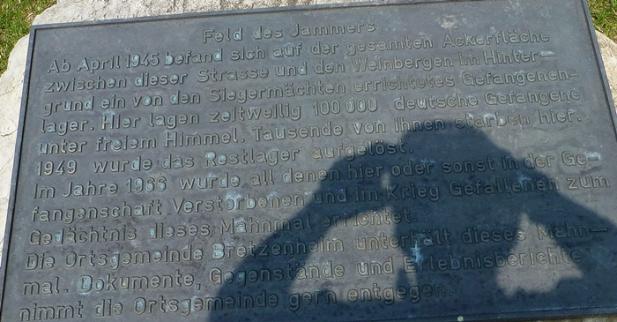 Feld des Jammers
Ab April 1945 befand sich auf der gesamten Ackerfläche
zwischen dieser Strasse und den Weinbergen im Hinter-
grund ein von den Siegermächten errichtetes Gefangenen-
lager. Hier lagen zeitweilig 100 000 deutsche Gefangene
unter freiem Himmel. Tausende von ihnen starben hier.
1949 wurde das Restlager aufgelöst.
Im Jahre 1966 wurde all denen hier oder sonst in der Ge-
fangenschaft Verstorbenen und im Krieg Gefallenen zum
Gedächtnis dieses Mahnmal errichtet.
Die Ortsgemeinde Bretzenheim unterhält dieses Mahn-
mal. Dokumente, Gegenstände und Erlebnisberichte
nimmt die Ortsgemeinde gern entgegen.